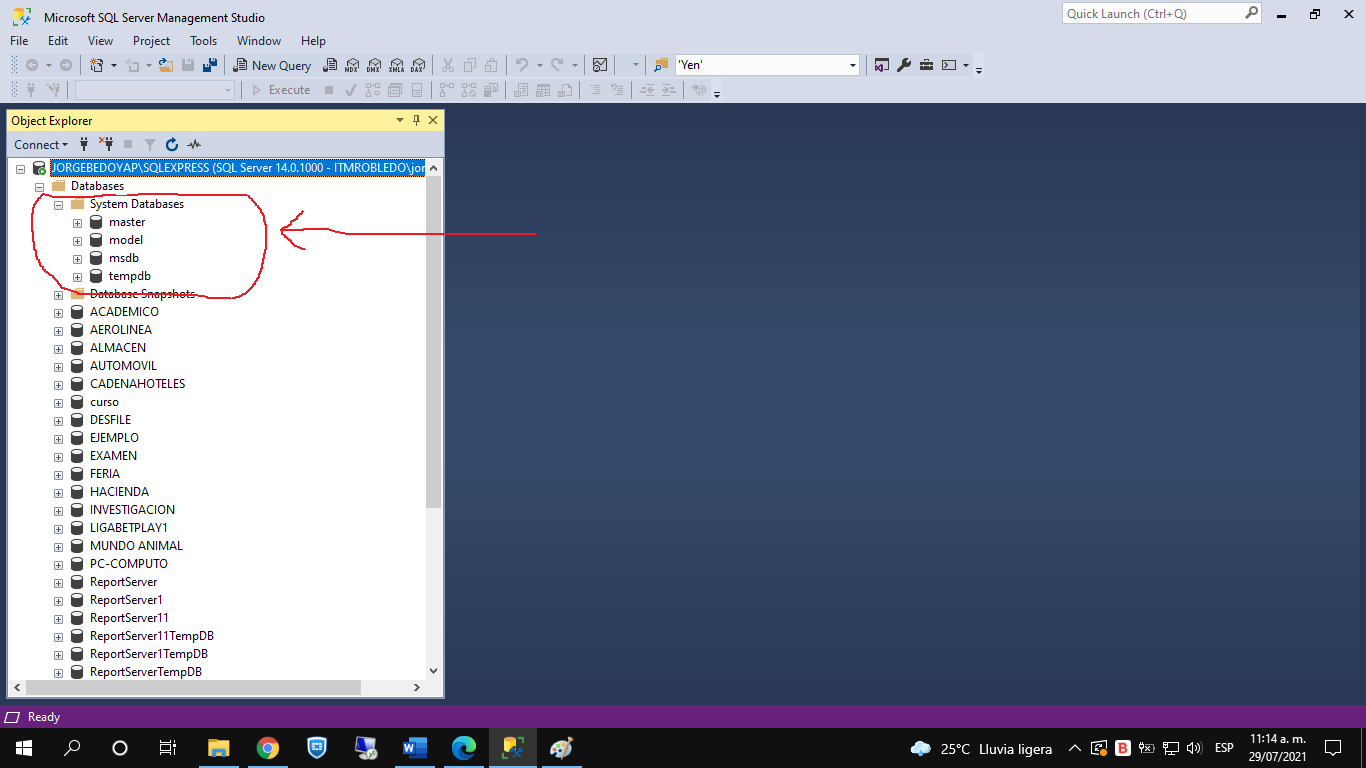 Microsoft SQL Server Management Studio
Quick Launch (Ctrl+Q)
File Edit View Project Tools Window Help
New Query MDX DMX XMLA DAX 'Yen'
Execute
Object Explorer
Connect
JORGEBEDOYAP\SQLEXPRESS (SQL Server 14.0.1000 - ITMROBLEDO\jor
Databases
System Databases
master
model
msdb
tempdb
Database Snapshots
ACADEMICO
AEROLINEA
ALMACEN
AUTOMOVIL
CADENAHOTELES
curso
DESFILE
EJEMPLO
EXAMEN
FERIA
HACIENDA
INVESTIGACION
LIGABETPLAY1
MUNDO ANIMAL
PC-COMPUTO
ReportServer
ReportServer1
ReportServer11
ReportServer11TempDB
ReportServer1TempDB
ReportServerTempDB
Ready
25°C Lluvia ligera
ESP
11:14 a. m.
29/07/2021